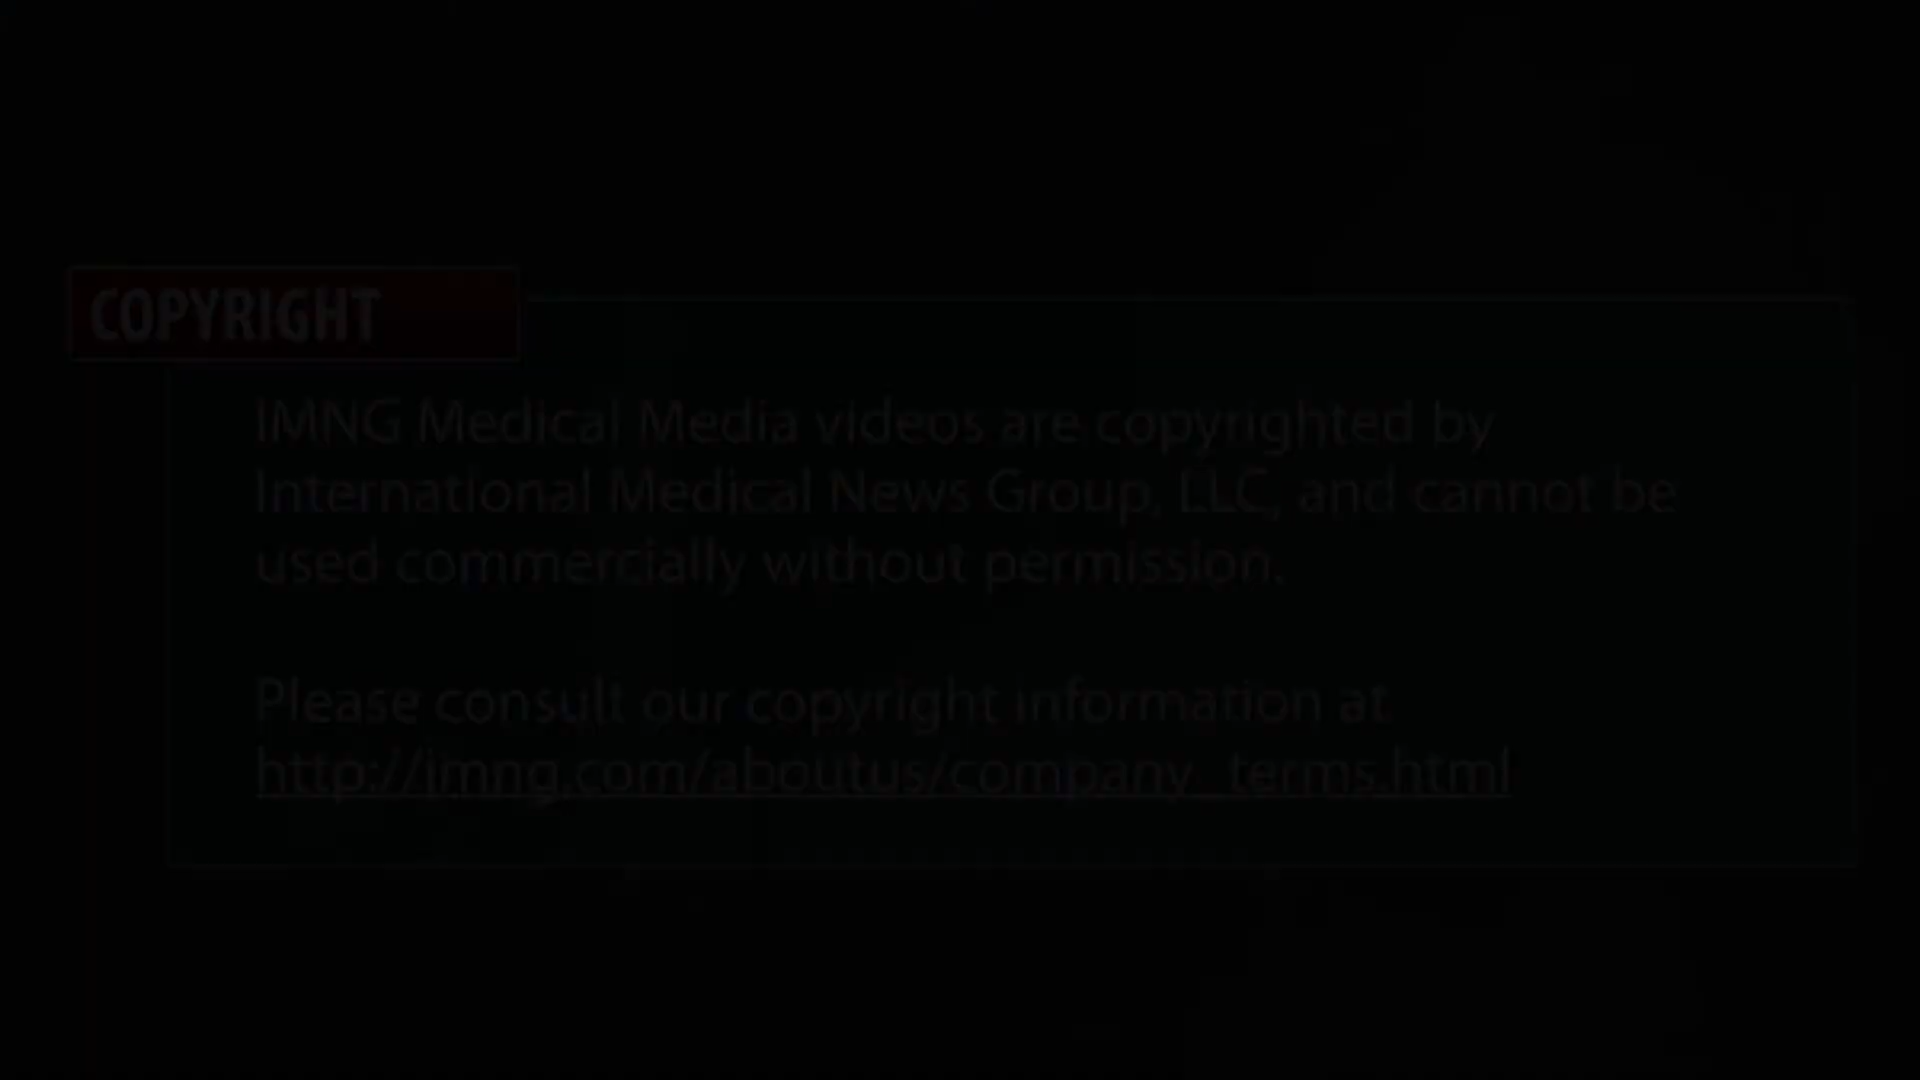 COPYRIGHT
IMNG Medical Media videos are copyrighted by
International Medical News Group, LLC, and cannot be
used commercially without permission.
Please consult our copyright information at
http://imng.com/aboutus/company_terms.html